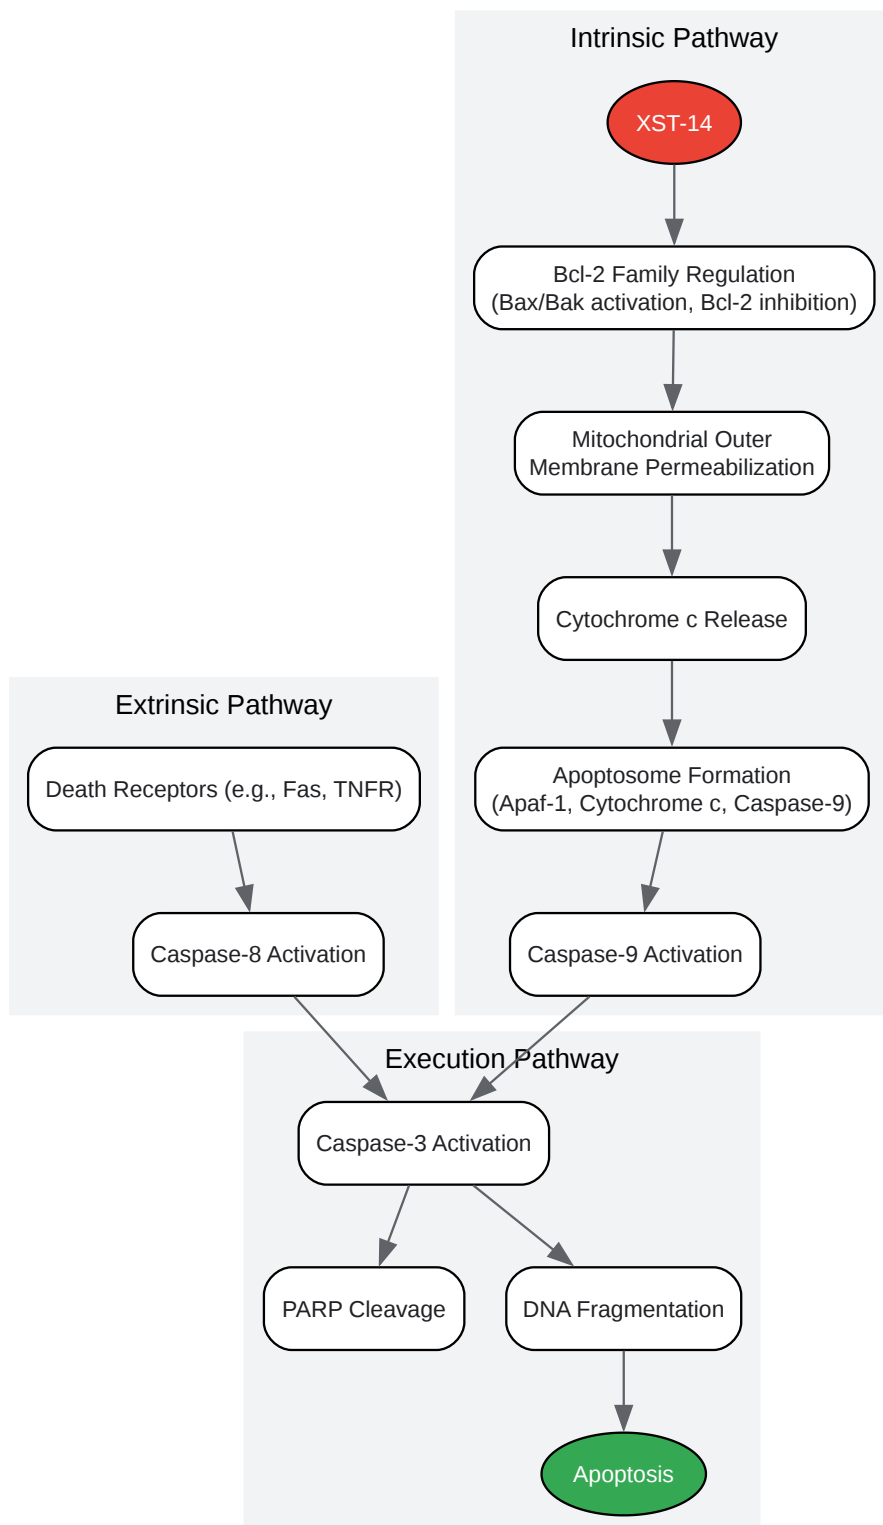 Intrinsic Pathway
XST-14
Bcl-2 Family Regulation
(Bax/Bak activation, Bcl-2 inhibition)
Mitochondrial Outer
Membrane Permeabilization
Cytochrome c Release
Extrinsic Pathway
Death Receptors (e.g., Fas, TNFR)
Apoptosome Formation
(Apaf-1, Cytochrome c, Caspase-9)
Caspase-8 Activation
Caspase-9 Activation
Execution Pathway
Caspase-3 Activation
PARP Cleavage
DNA Fragmentation
Apoptosis